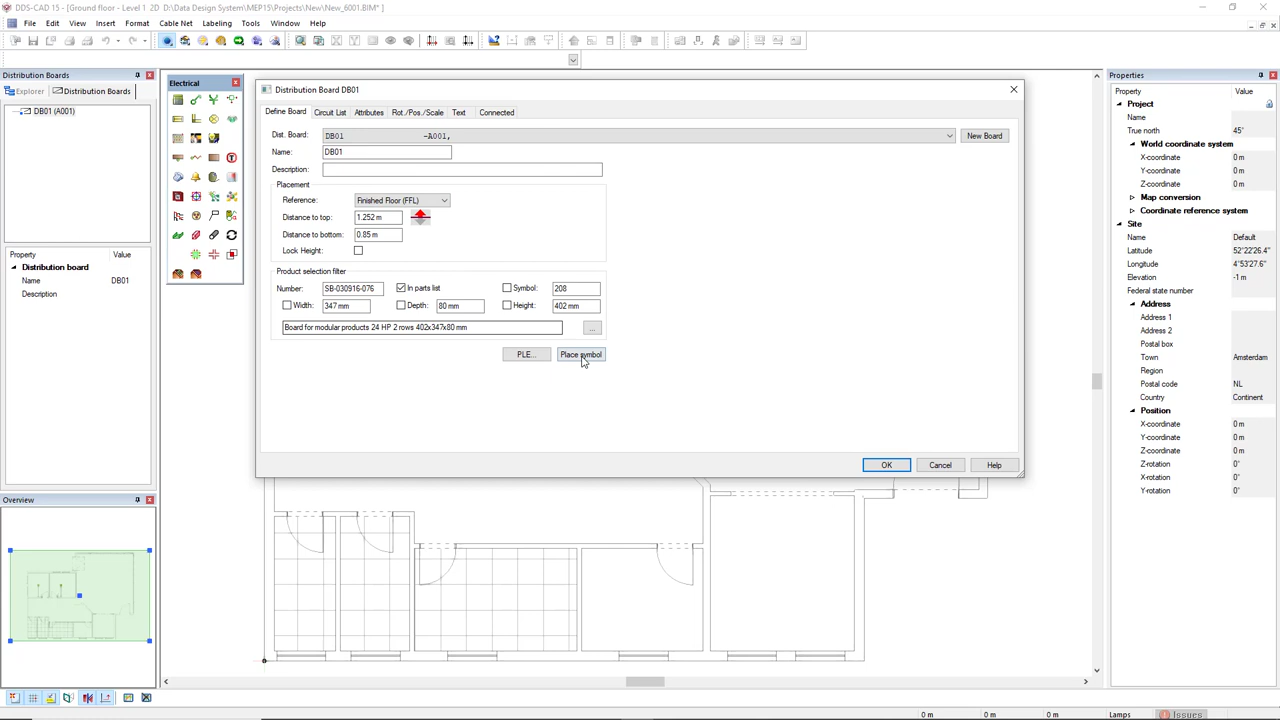 DDS-CAD 15 - [Ground floor - Level 1  2D  D:\Data Design System\MEP15\Projects\New\New_6001.BIM*]
File Edit View Insert Format Cable Net Labeling Tools Window Help
Distribution Boards
Explorer Distribution Boards
DB01 (A001)
Property Value
Distribution board
Name DB01
Description
Overview
Electrical
Distribution Board DB01
Define Board Circuit List Attributes Rot./Pos./Scale Text Connected
Dist. Board: DB01 -A001, New Board
Name: DB01
Description:
Placement
Reference: Finished Floor (FFL)
Distance to top: 1.252 m
Distance to bottom: 0.85 m
Lock Height:
Product selection filter
Number: SB-030916-076 In parts list Symbol: 208
Width: 347 mm Depth: 80 mm Height: 402 mm
Board for modular products 24 HP 2 rows 402x347x80 mm ...
PLE... Place symbol
OK Cancel Help
Properties
Property Value
Project
Name
True north 45°
World coordinate system
X-coordinate 0 m
Y-coordinate 0 m
Z-coordinate 0 m
Map conversion
Coordinate reference system
Site
Name Default
Latitude 52°22'26.4"
Longitude 4°53'27.6"
Elevation -1 m
Federal state number
Address
Address 1
Address 2
Postal box
Town Amsterdam
Region
Postal code NL
Country Continent
Position
X-coordinate 0 m
Y-coordinate 0 m
Z-coordinate 0 m
Z-rotation 0°
X-rotation 0°
Y-rotation 0°
0 m 0 m 0 m Lamps Issues